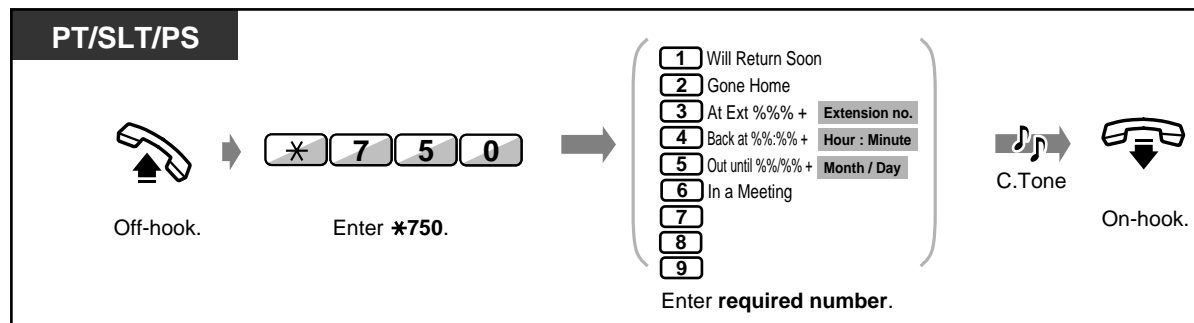 PT/SLT/PS
Off-hook.
* 7 5 0
Enter *750.
1 Will Return Soon
2 Gone Home
3 At Ext %%% + Extension no.
4 Back at %%:%% + Hour : Minute
5 Out until %%/%% + Month / Day
6 In a Meeting
7
8
9
Enter required number.
C.Tone
On-hook.